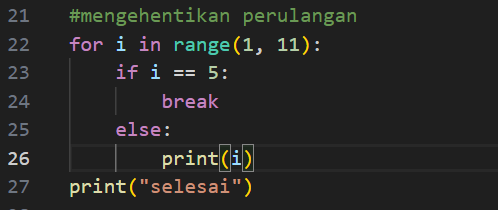 21 #mengehentikan perulangan
22 for i in range(1, 11):
23     if i == 5:
24         break
25     else:
26         print(i)
27 print("selesai")